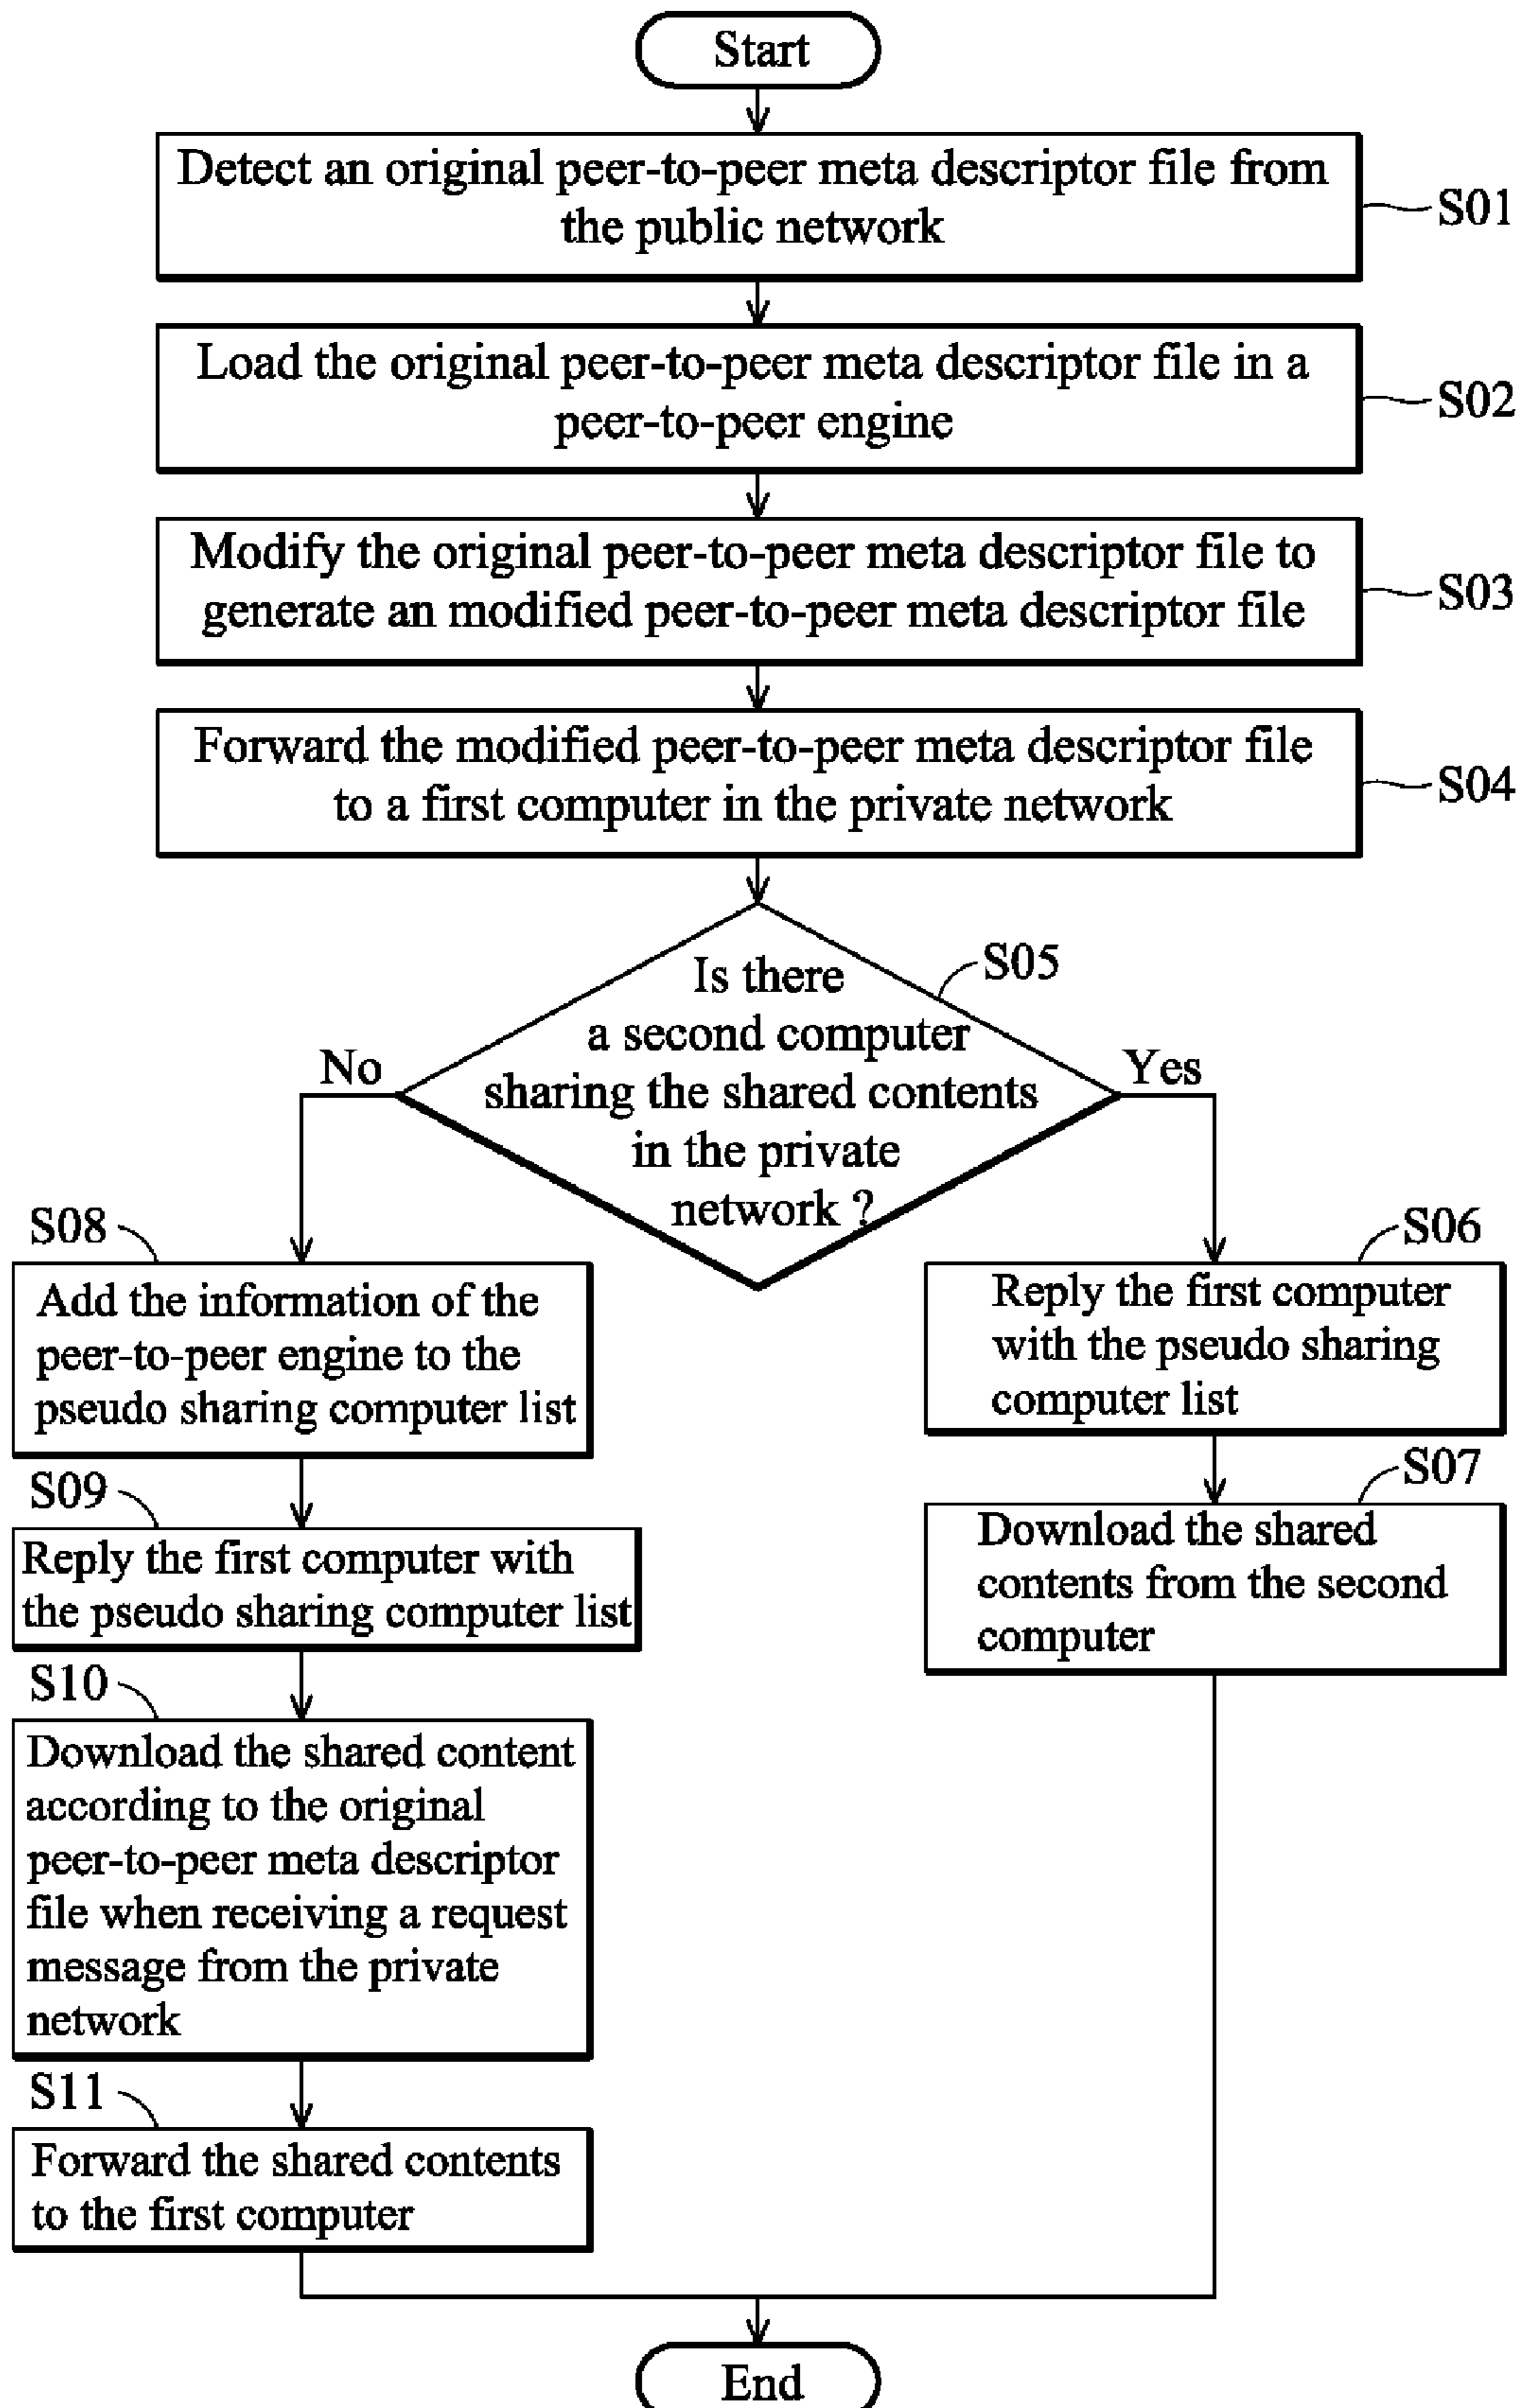 Start
Detect an original peer-to-peer meta descriptor file from
the public network
S01
Load the original peer-to-peer meta descriptor file in a
peer-to-peer engine
S02
Modify the original peer-to-peer meta descriptor file to
generate an modified peer-to-peer meta descriptor file
S03
Forward the modified peer-to-peer meta descriptor file
to a first computer in the private network
S04
Is there
a second computer
sharing the shared contents
in the private
network ?
S05
No
Yes
S08
Add the information of the
peer-to-peer engine to the
pseudo sharing computer list
S09
Reply the first computer with
the pseudo sharing computer list
S10
Download the shared content
according to the original
peer-to-peer meta descriptor
file when receiving a request
message from the private
network
S11
Forward the shared contents
to the first computer
S06
Reply the first computer
with the pseudo sharing
computer list
S07
Download the shared
contents from the second
computer
End